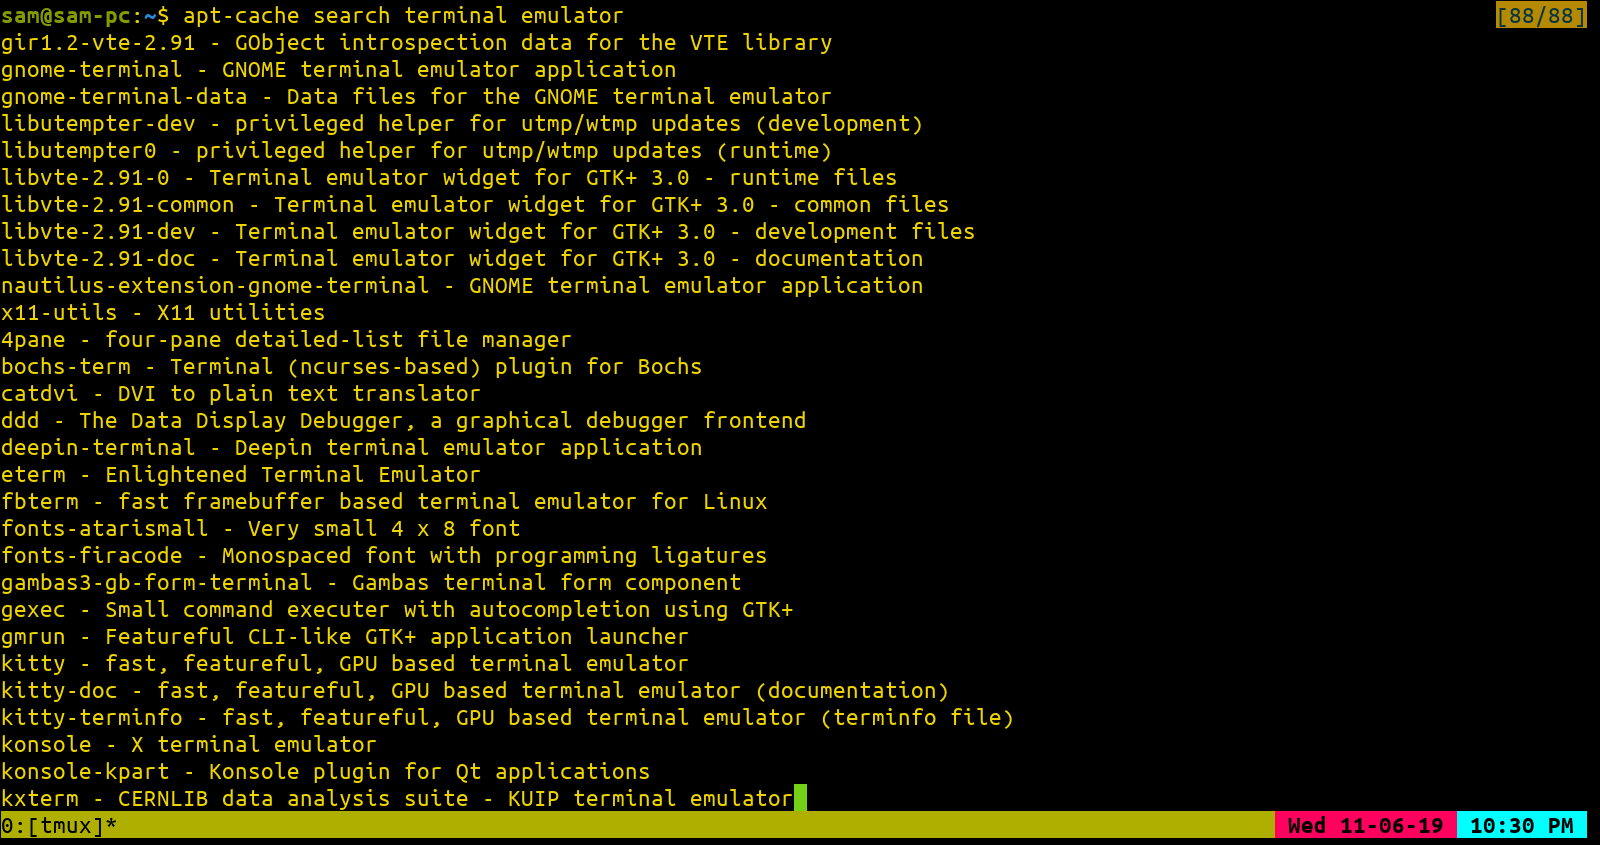 sam@sam-pc:~$ apt-cache search terminal emulator [88/88]
gir1.2-vte-2.91 - GObject introspection data for the VTE library
gnome-terminal - GNOME terminal emulator application
gnome-terminal-data - Data files for the GNOME terminal emulator
libutempter-dev - privileged helper for utmp/wtmp updates (development)
libutempter0 - privileged helper for utmp/wtmp updates (runtime)
libvte-2.91-0 - Terminal emulator widget for GTK+ 3.0 - runtime files
libvte-2.91-common - Terminal emulator widget for GTK+ 3.0 - common files
libvte-2.91-dev - Terminal emulator widget for GTK+ 3.0 - development files
libvte-2.91-doc - Terminal emulator widget for GTK+ 3.0 - documentation
nautilus-extension-gnome-terminal - GNOME terminal emulator application
x11-utils - X11 utilities
4pane - four-pane detailed-list file manager
bochs-term - Terminal (ncurses-based) plugin for Bochs
catdvi - DVI to plain text translator
ddd - The Data Display Debugger, a graphical debugger frontend
deepin-terminal - Deepin terminal emulator application
eterm - Enlightened Terminal Emulator
fbterm - fast framebuffer based terminal emulator for Linux
fonts-atarismall - Very small 4 x 8 font
fonts-firacode - Monospaced font with programming ligatures
gambas3-gb-form-terminal - Gambas terminal form component
gexec - Small command executer with autocompletion using GTK+
gmrun - Featureful CLI-like GTK+ application launcher
kitty - fast, featureful, GPU based terminal emulator
kitty-doc - fast, featureful, GPU based terminal emulator (documentation)
kitty-terminfo - fast, featureful, GPU based terminal emulator (terminfo file)
konsole - X terminal emulator
konsole-kpart - Konsole plugin for Qt applications
kxterm - CERNLIB data analysis suite - KUIP terminal emulator
0:[tmux]* Wed 11-06-19 10:30 PM